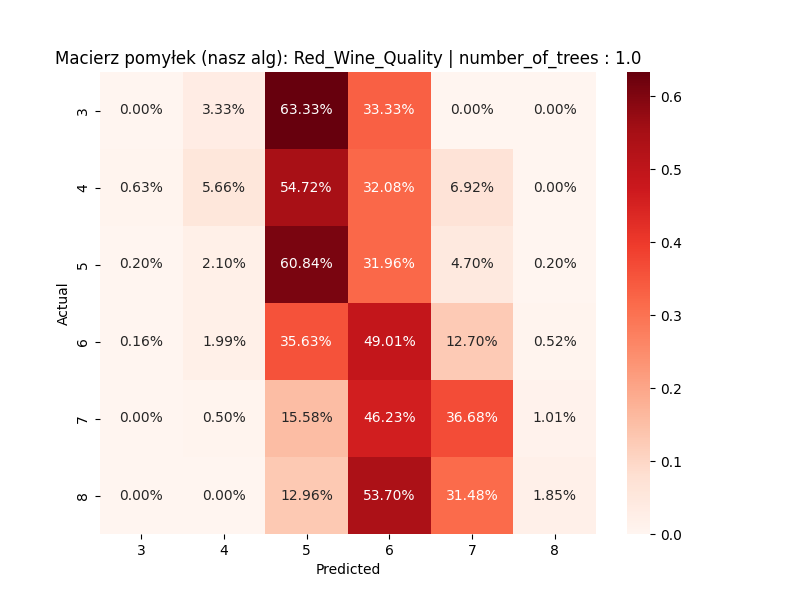 Macierz pomyłek (nasz alg): Red_Wine_Quality | number_of_trees : 1.0
3 0.00% 3.33% 63.33% 33.33% 0.00% 0.00%
4 0.63% 5.66% 54.72% 32.08% 6.92% 0.00%
5 0.20% 2.10% 60.84% 31.96% 4.70% 0.20%
6 0.16% 1.99% 35.63% 49.01% 12.70% 0.52%
7 0.00% 0.50% 15.58% 46.23% 36.68% 1.01%
8 0.00% 0.00% 12.96% 53.70% 31.48% 1.85%
Actual
3 4 5 6 7 8
Predicted
0.6
0.5
0.4
0.3
0.2
0.1
0.0